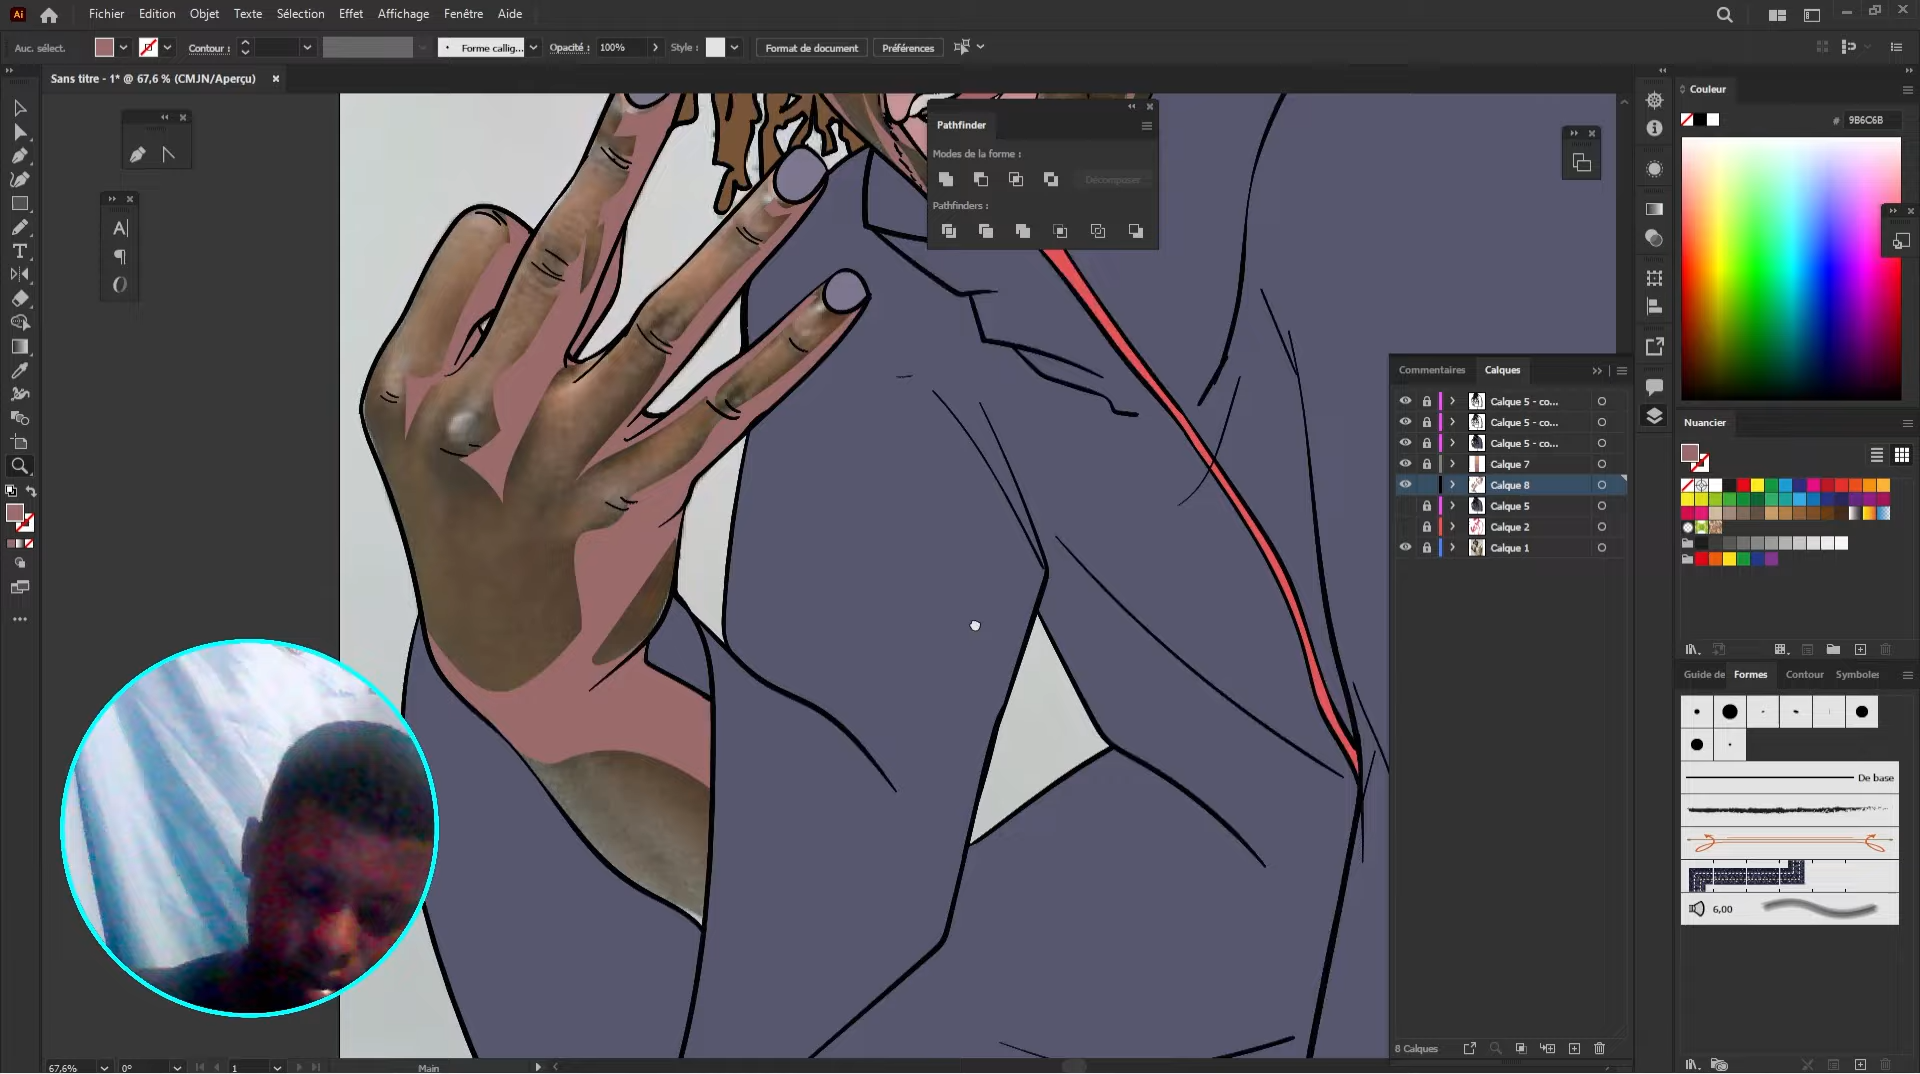 Ai
Fichier Edition Objet Texte Sélection Effet Affichage Fenêtre Aide
Auc. sélect.
Contour :
Forme callig...
Opacité : 100%
Style :
Format de document
Préférences
Sans titre - 1* @ 67,6 % (CMJN/Aperçu)
Pathfinder
Modes de la forme :
Décomposer
Pathfinders :
Couleur
# 9B6C6B
Commentaires Calques
Calque 5 - co...
Calque 5 - co...
Calque 5 - co...
Calque 7
Calque 8
Calque 5
Calque 2
Calque 1
8 Calques
Nuancier
Guide de Formes Contour Symboles
De base
6,00
67,6%
0°
1
Main